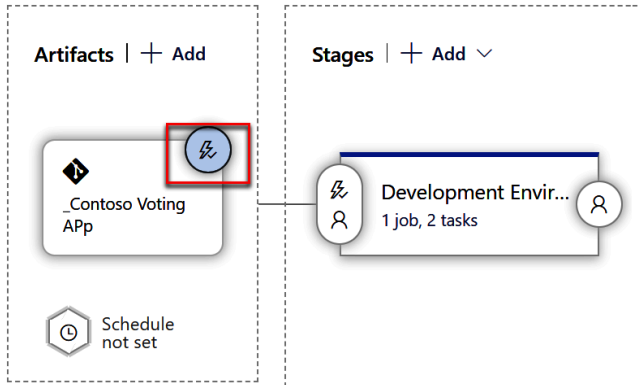 Artifacts | + Add
Stages | + Add
_Contoso Voting
APp
Development Envir...
1 job, 2 tasks
Schedule
not set